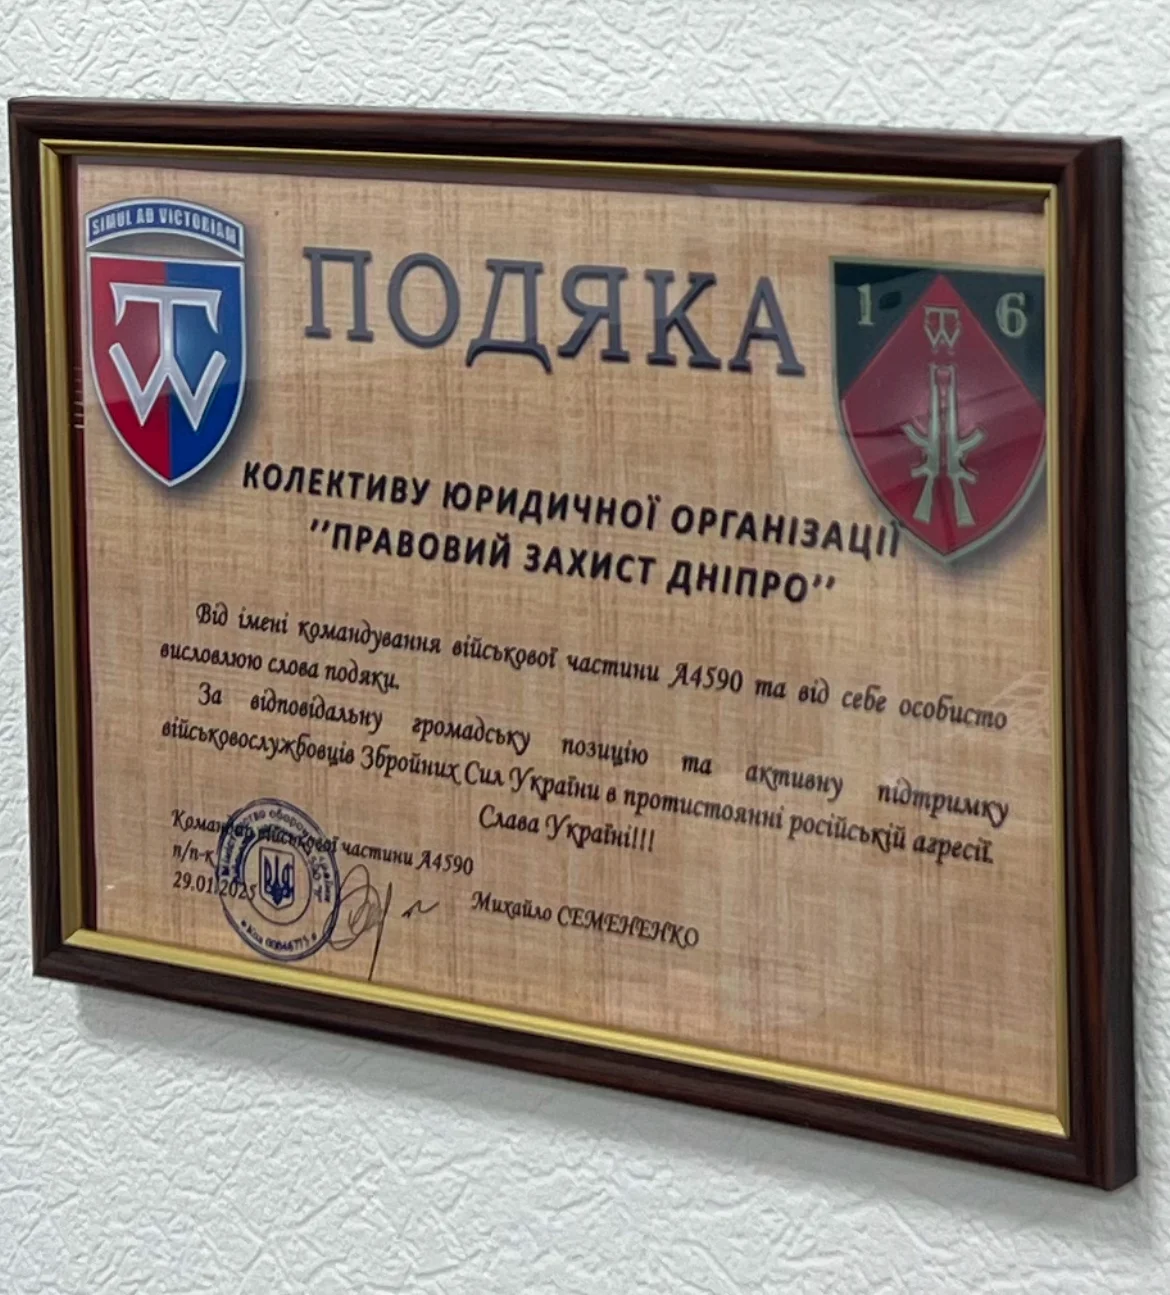 SIMUL AD VICTORIAM
ПОДЯКА
1 6
КОЛЕКТИВУ ЮРИДИЧНОЇ ОРГАНІЗАЦІЇ
’’ПРАВОВИЙ ЗАХИСТ ДНІПРО’’
Від імені командування військової частини А4590 та від себе особисто
висловлюю слова подяки.
За відповідальну громадську позицію та активну підтримку
військовослужбовців Збройних Сил України в протистоянні російській агресії.
Слава Україні!!!
Командир військової частини А4590
п/п-к
29.01.2025
Михайло СЕМЕНЕНКО